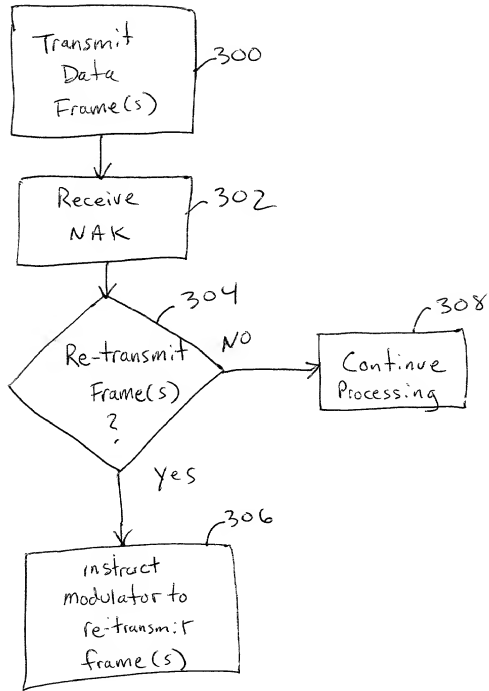 Transmit
Data
Frame(s)
300
Receive
NAK
302
304
Re-transmit
Frame(s)
?
NO
308
Continue
Processing
Yes
306
instruct
modulator to
re-transmit
frame(s)